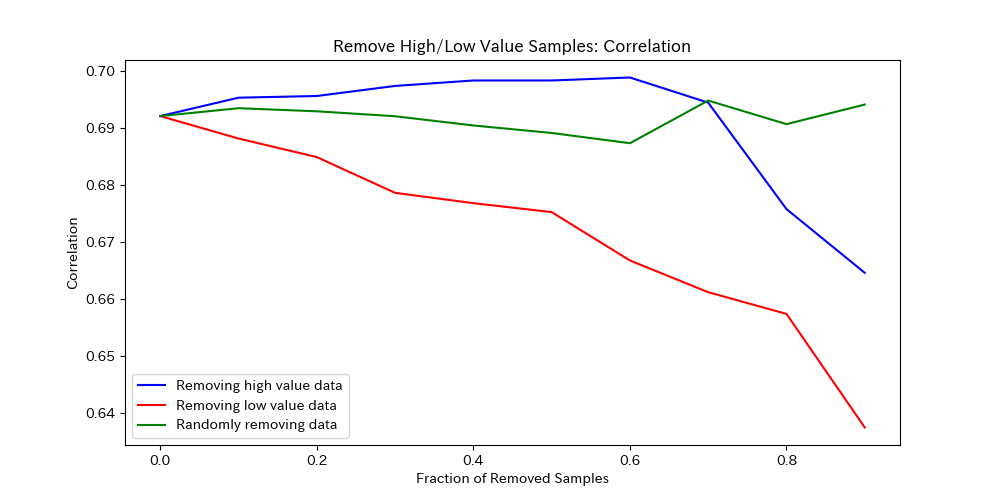 Remove High/Low Value Samples: Correlation
0.70
0.69
0.68
0.67
0.66
0.65
0.64
Correlation
Removing high value data
Removing low value data
Randomly removing data
0.0 0.2 0.4 0.6 0.8
Fraction of Removed Samples